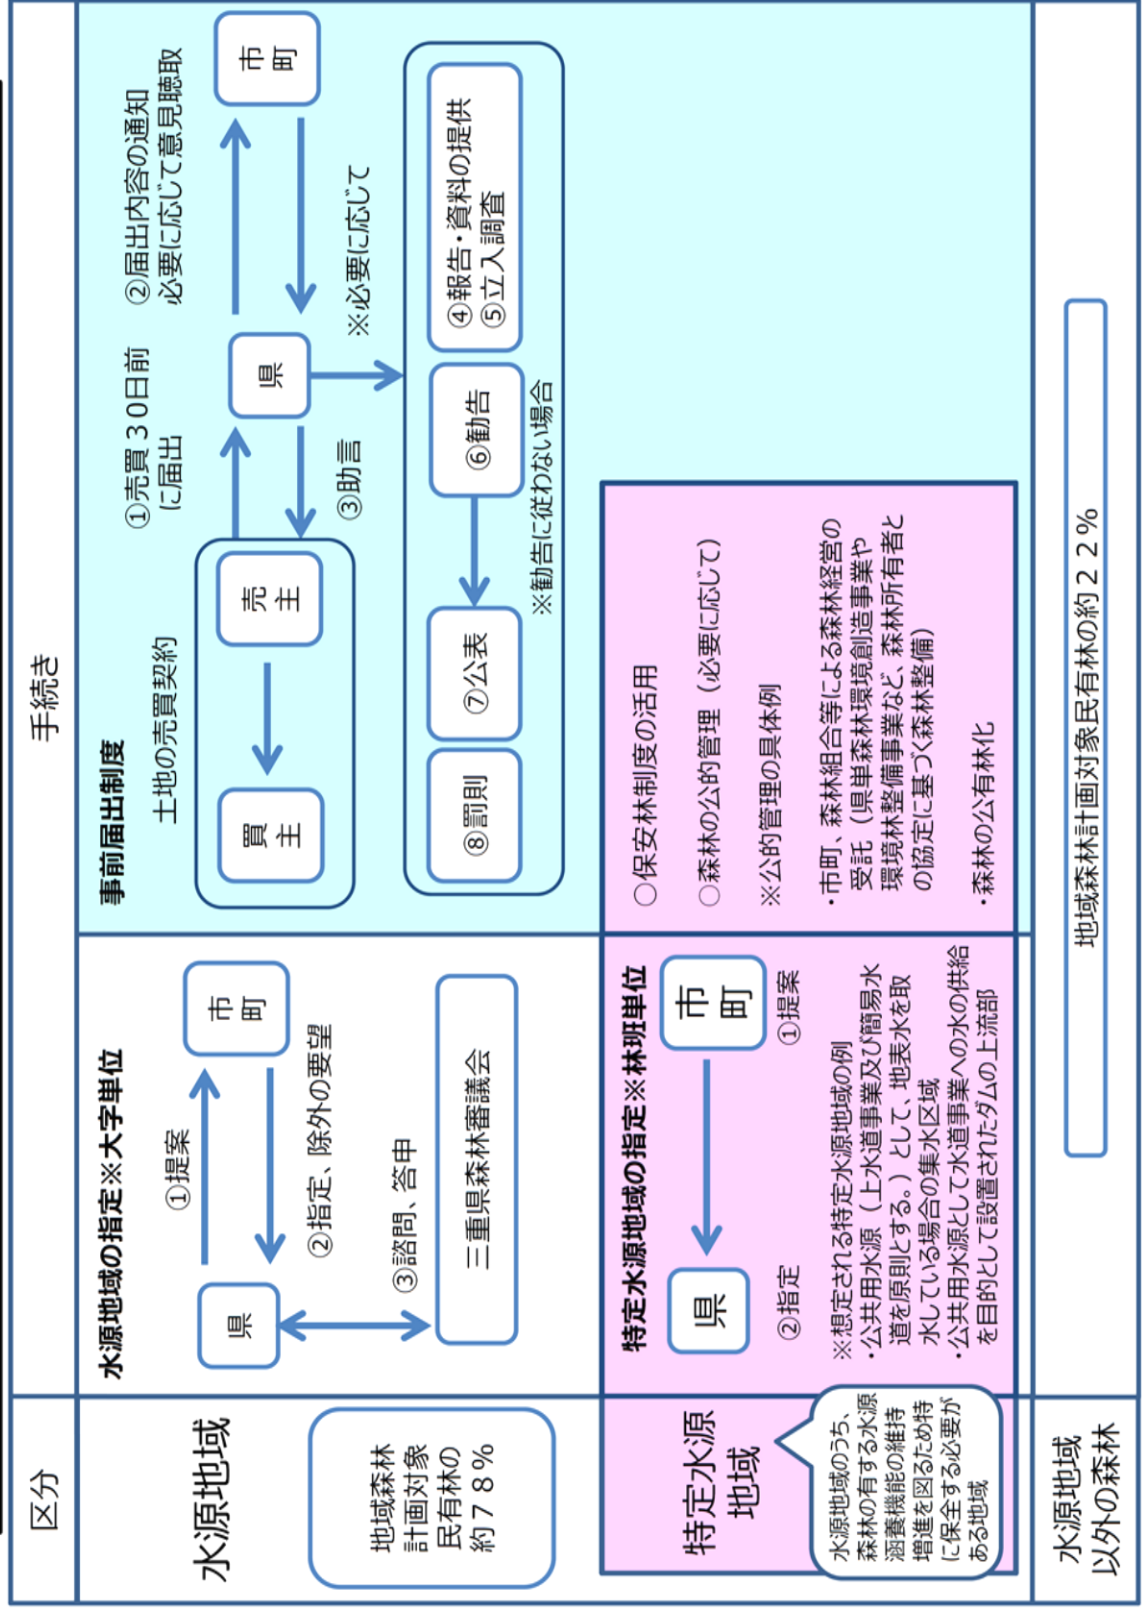 区分
手続き
水源地域
地域森林
計画対象
民有林の
約７８％
水源地域の指定※大字単位
①提案
県
市
町
②指定、除外の要望
③諮問、答申
三重県森林審議会
事前届出制度
土地の売買契約
買
主
売
主
①売買３０日前
に届出
県
③助言
②届出内容の通知
必要に応じて意見聴取
市
町
※必要に応じて
⑧罰則
⑦公表
⑥勧告
④報告・資料の提供
⑤立入調査
※勧告に従わない場合
特定水源
地域
水源地域のうち、
森林の有する水源
涵養機能の維持
増進を図るため特
に保全する必要が
ある地域
特定水源地域の指定※林班単位
県
市
町
②指定
①提案
※想定される特定水源地域の例
・公共用水源（上水道事業及び簡易水
道を原則とする。）として、地表水を取
水している場合の集水区域
・公共用水源として水道事業への水の供給
を目的として設置されたダムの上流部
○保安林制度の活用
○森林の公的管理（必要に応じて）
※公的管理の具体例
・市町、森林組合等による森林経営の
受託（県単森林環境創造事業や
環境林整備事業など、森林所有者と
の協定に基づく森林整備）
・森林の公有林化
水源地域
以外の森林
地域森林計画対象民有林の約２２％